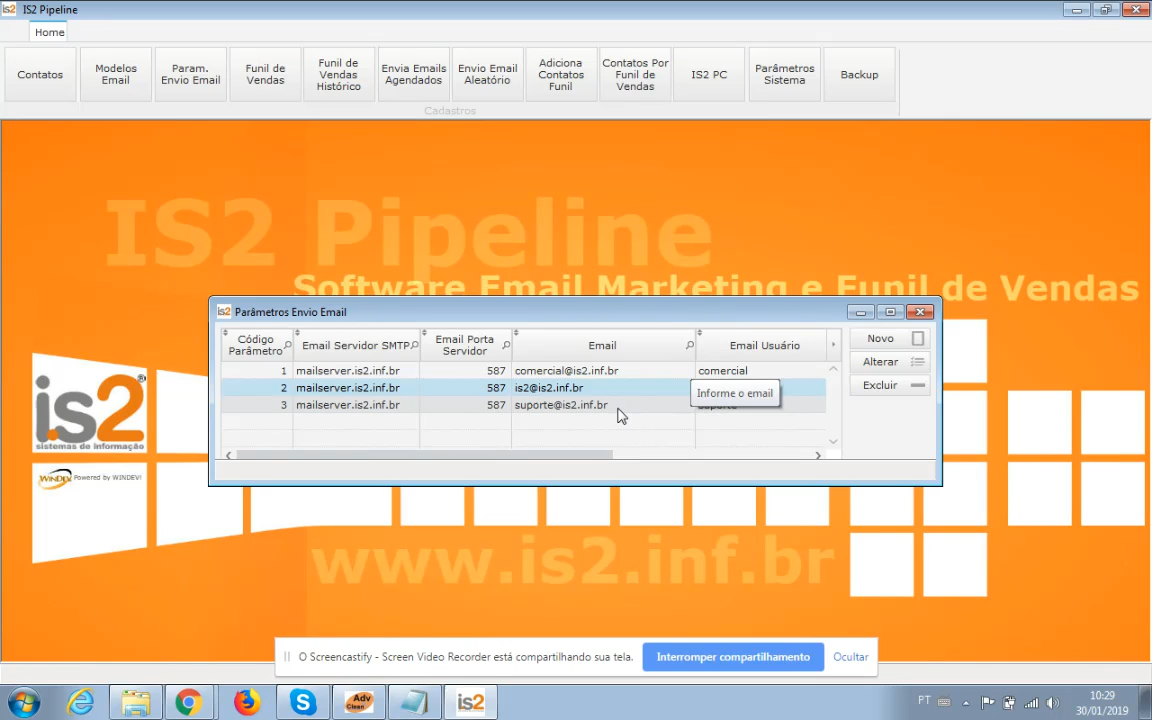 is2 IS2 Pipeline
Home
Contatos
Modelos
Email
Param.
Envio Email
Funil de
Vendas
Funil de
Vendas
Histórico
Envia Emails
Agendados
Envio Email
Aleatório
Adiciona
Contatos
Funil
Contatos Por
Funil de
Vendas
IS2 PC
Parâmetros
Sistema
Backup
Cadastros
IS2 Pipeline
Software Email Marketing e Funil de Vendas
is2 Parâmetros Envio Email
Código
Parâmetro
Email Servidor SMTP
Email Porta
Servidor
Email
Email Usuário
1 mailserver.is2.inf.br 587 comercial@is2.inf.br comercial
2 mailserver.is2.inf.br 587 is2@is2.inf.br
3 mailserver.is2.inf.br 587 suporte@is2.inf.br suporte
Informe o email
Novo
Alterar
Excluir
i.s2®
sistemas de informação
WINDEV Powered by WINDEV!
www.is2.inf.br
O Screencastify - Screen Video Recorder está compartilhando sua tela. Interromper compartilhamento Ocultar
Adv
Clean
is2
PT
10:29
30/01/2019